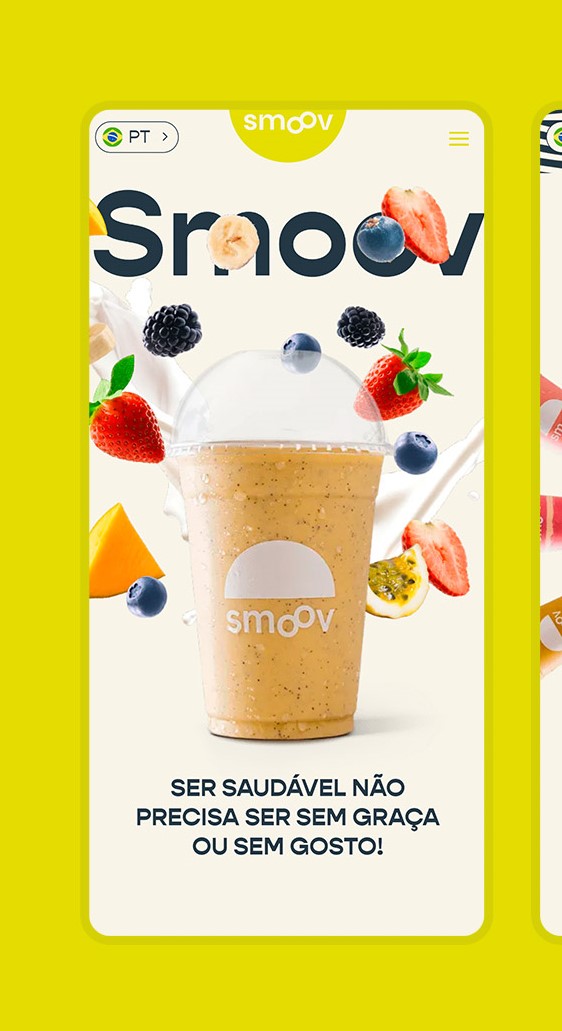 PT
smoov
Smoov
smoov
SER SAUDÁVEL NÃO
PRECISA SER SEM GRAÇA
OU SEM GOSTO!